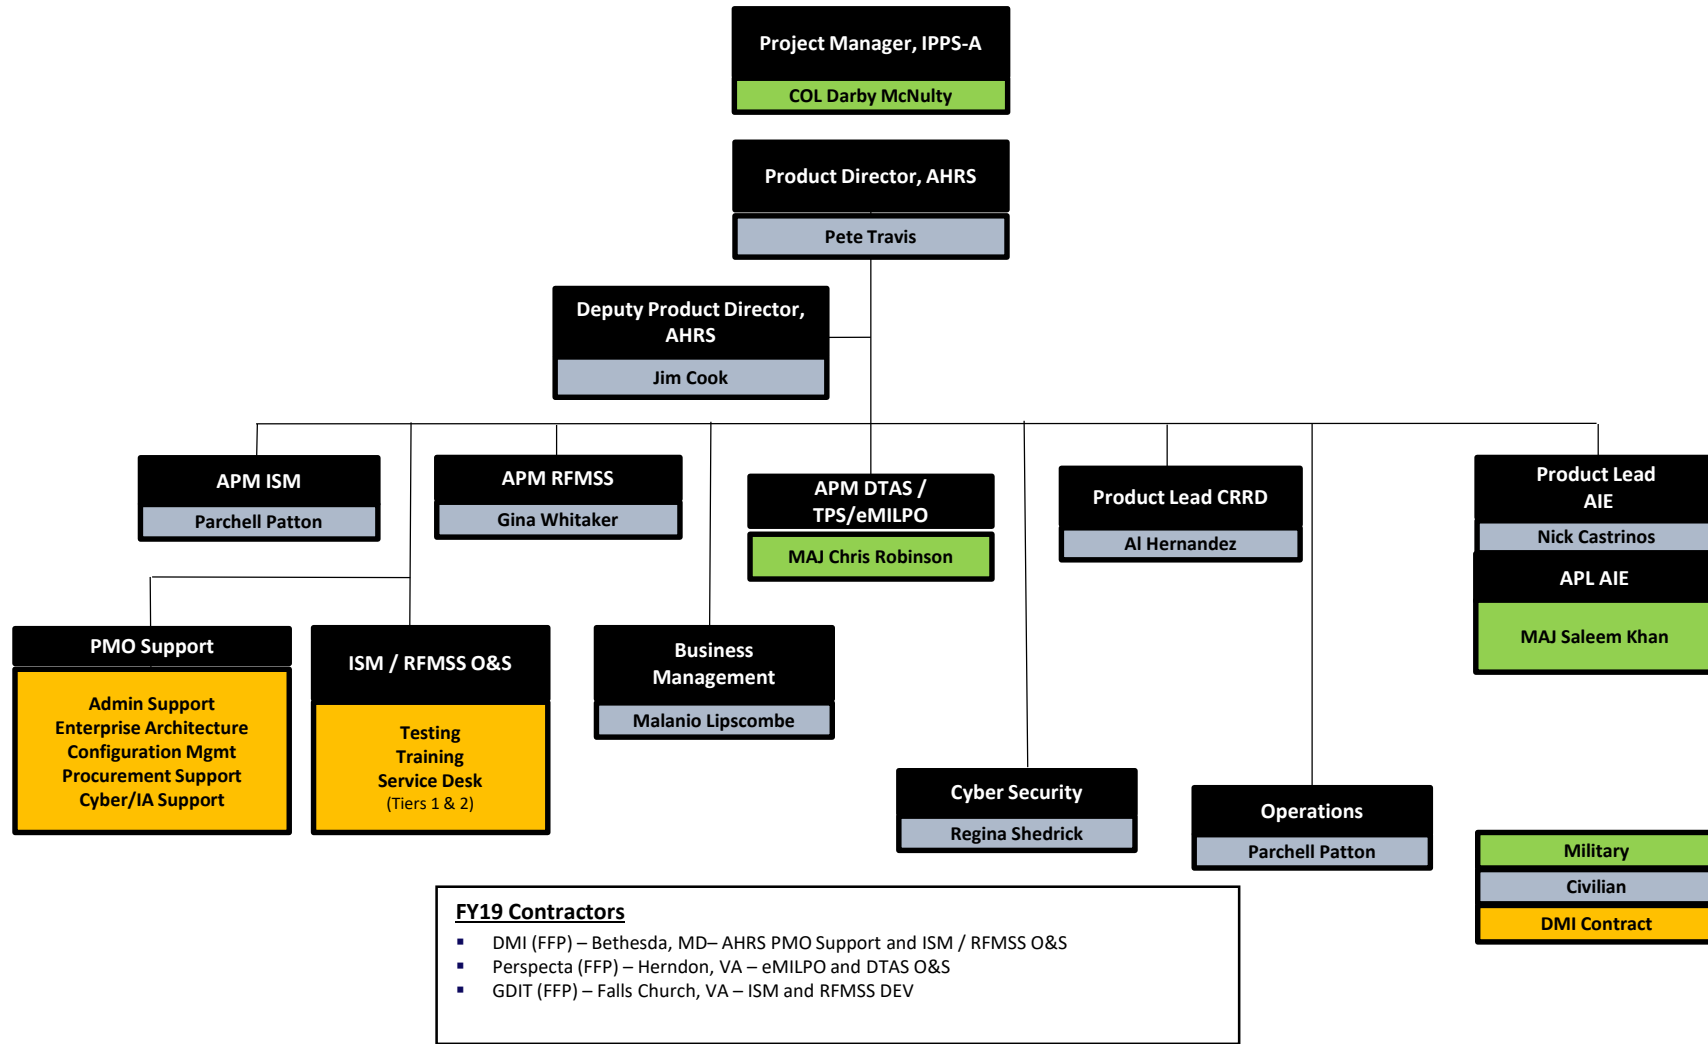 Project Manager, IPPS-A
COL Darby McNulty
Product Director, AHRS
Pete Travis
Deputy Product Director,
AHRS
Jim Cook
APM ISM
Parchell Patton
APM RFMSS
Gina Whitaker
APM DTAS /
TPS/eMILPO
MAJ Chris Robinson
Product Lead CRRD
Al Hernandez
Product Lead
AIE
Nick Castrinos
APL AIE
MAJ Saleem Khan
PMO Support
Admin Support
Enterprise Architecture
Configuration Mgmt
Procurement Support
Cyber/IA Support
ISM / RFMSS O&S
Testing
Training
Service Desk
(Tiers 1 & 2)
Business
Management
Malanio Lipscombe
Cyber Security
Regina Shedrick
Operations
Parchell Patton
Military
Civilian
DMI Contract
FY19 Contractors
▪ DMI (FFP) – Bethesda, MD– AHRS PMO Support and ISM / RFMSS O&S
▪ Perspecta (FFP) – Herndon, VA – eMILPO and DTAS O&S
▪ GDIT (FFP) – Falls Church, VA – ISM and RFMSS DEV